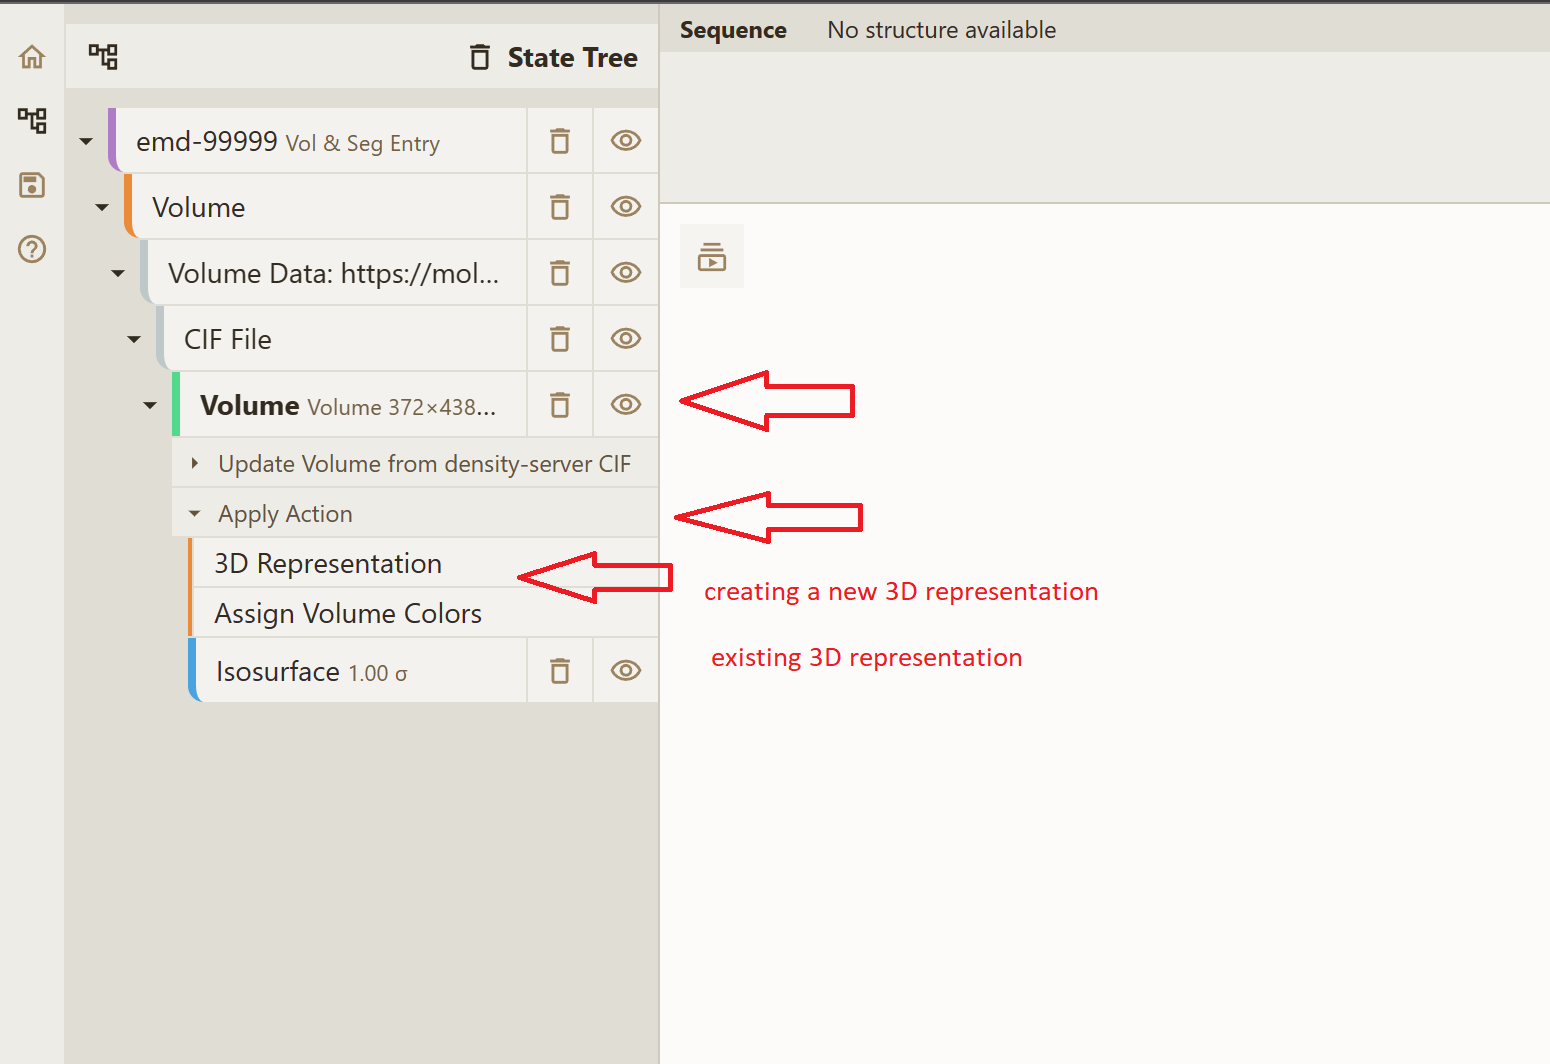 State Tree
emd-99999 Vol & Seg Entry
Volume
Volume Data: https://mol...
CIF File
Volume Volume 372×438...
Update Volume from density-server CIF
Apply Action
3D Representation
Assign Volume Colors
Isosurface 1.00 σ
Sequence No structure available
creating a new 3D representation
existing 3D representation